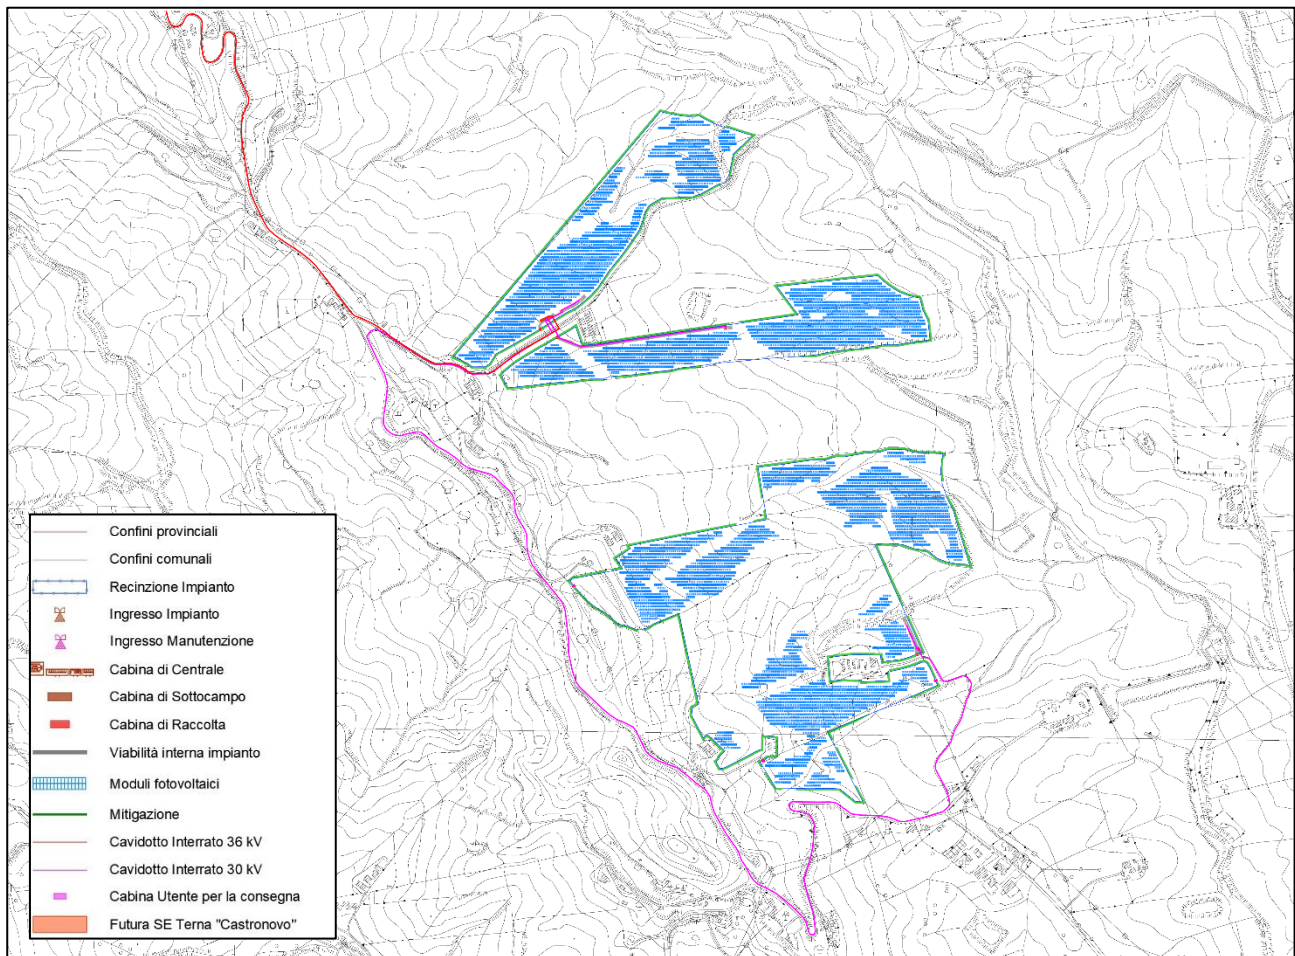 Confini provinciali
Confini comunali
Recinzione Impianto
Ingresso Impianto
Ingresso Manutenzione
Cabina di Centrale
Cabina di Sottocampo
Cabina di Raccolta
Viabilità interna impianto
Moduli fotovoltaici
Mitigazione
Cavidotto Interrato 36 kV
Cavidotto Interrato 30 kV
Cabina Utente per la consegna
Futura SE Terna "Castronovo"